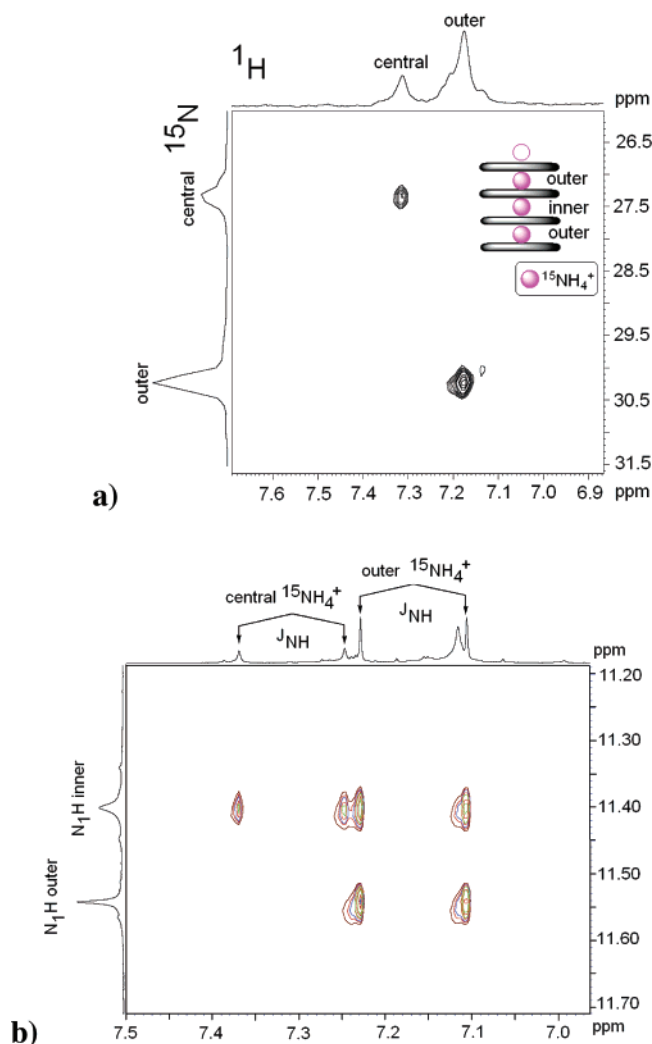 outer
¹H
central
ppm
¹⁵N
central
outer
26.5
27.5
28.5
29.5
30.5
31.5
outer
inner
outer
¹⁵NH₄⁺
7.6 7.5 7.4 7.3 7.2 7.1 7.0 6.9 ppm
a)
outer ¹⁵NH₄⁺
central ¹⁵NH₄⁺
JNH
JNH
ppm
N₁H inner
N₁H outer
11.20
11.30
11.40
11.50
11.60
11.70
7.5 7.4 7.3 7.2 7.1 7.0 ppm
b)